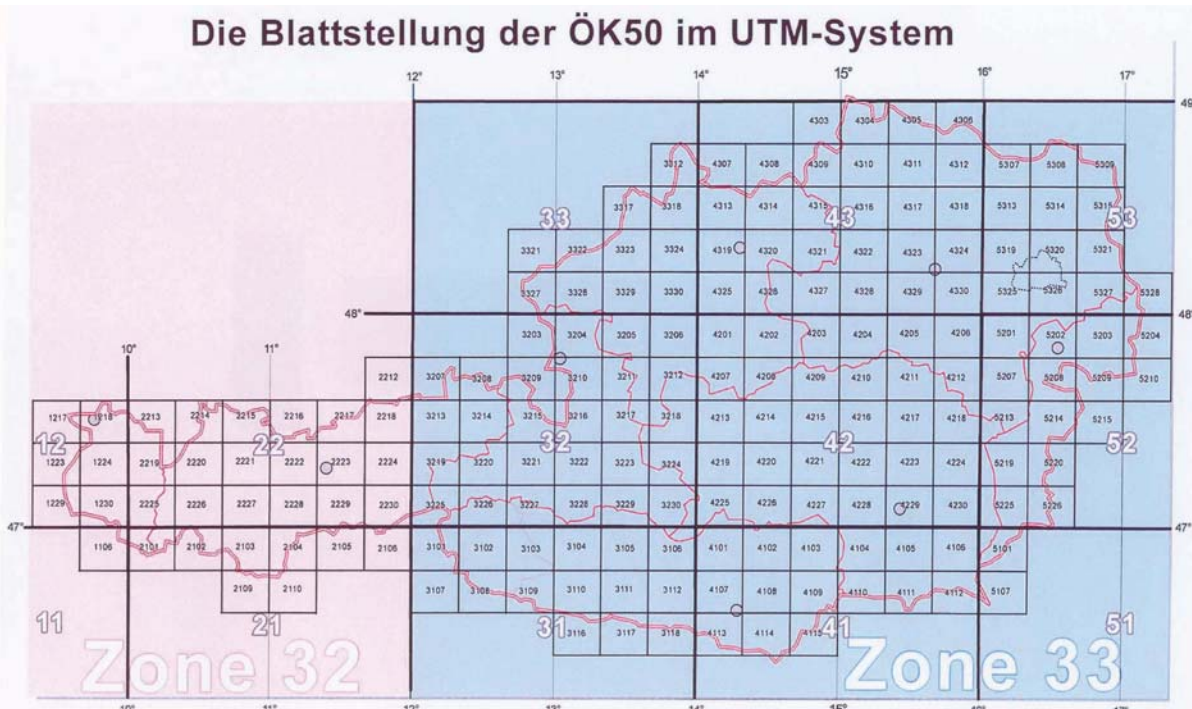 Die Blattstellung der ÖK50 im UTM-System
12° 13° 14° 15° 16° 17°
49
4303 4304 4305 4306
3312 4307 4308 4309 4310 4311 4312 5307 5308 5309
3317 3318 4313 4314 4315 4316 4317 4318 5313 5314 5315
33 43 53
3321 3322 3323 3324 4319 4320 4321 4322 4323 4324 5319 5320 5321
3327 3328 3329 3330 4325 4326 4327 4328 4329 4330 5325 5326 5327 5328
48° 48°
3203 3204 3205 3206 4201 4202 4203 4204 4205 4206 5201 5202 5203 5204
10° 11°
2212 3207 3208 3209 3210 3211 3212 4207 4208 4209 4210 4211 4212 5207 5208 5209 5210
1217 1218 2213 2214 2215 2216 2217 2218 3213 3214 3215 3216 3217 3218 4213 4214 4215 4216 4217 4218 5213 5214 5215
12 22 32 42 52
1223 1224 2219 2220 2221 2222 2223 2224 3219 3220 3221 3222 3223 3224 4219 4220 4221 4222 4223 4224 5219 5220
1229 1230 2225 2226 2227 2228 2229 2230 3225 3226 3227 3228 3229 3230 4225 4226 4227 4228 4229 4230 5225 5226
47° 47°
1106 2101 2102 2103 2104 2105 2106 3101 3102 3103 3104 3105 3106 4101 4102 4103 4104 4105 4106 5101
2109 2110 3107 3108 3109 3110 3111 3112 4107 4108 4109 4110 4111 4112 5107
11 21 31 41 51
3116 3117 3118 4113 4114 4115
Zone 32 Zone 33
10° 11° 12° 13° 14° 15° 16° 17°